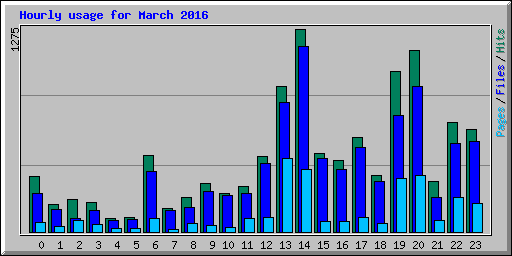 Hourly usage for March 2016
1275
Pages/Files/Hits
0 1 2 3 4 5 6 7 8 9 10 11 12 13 14 15 16 17 18 19 20 21 22 23